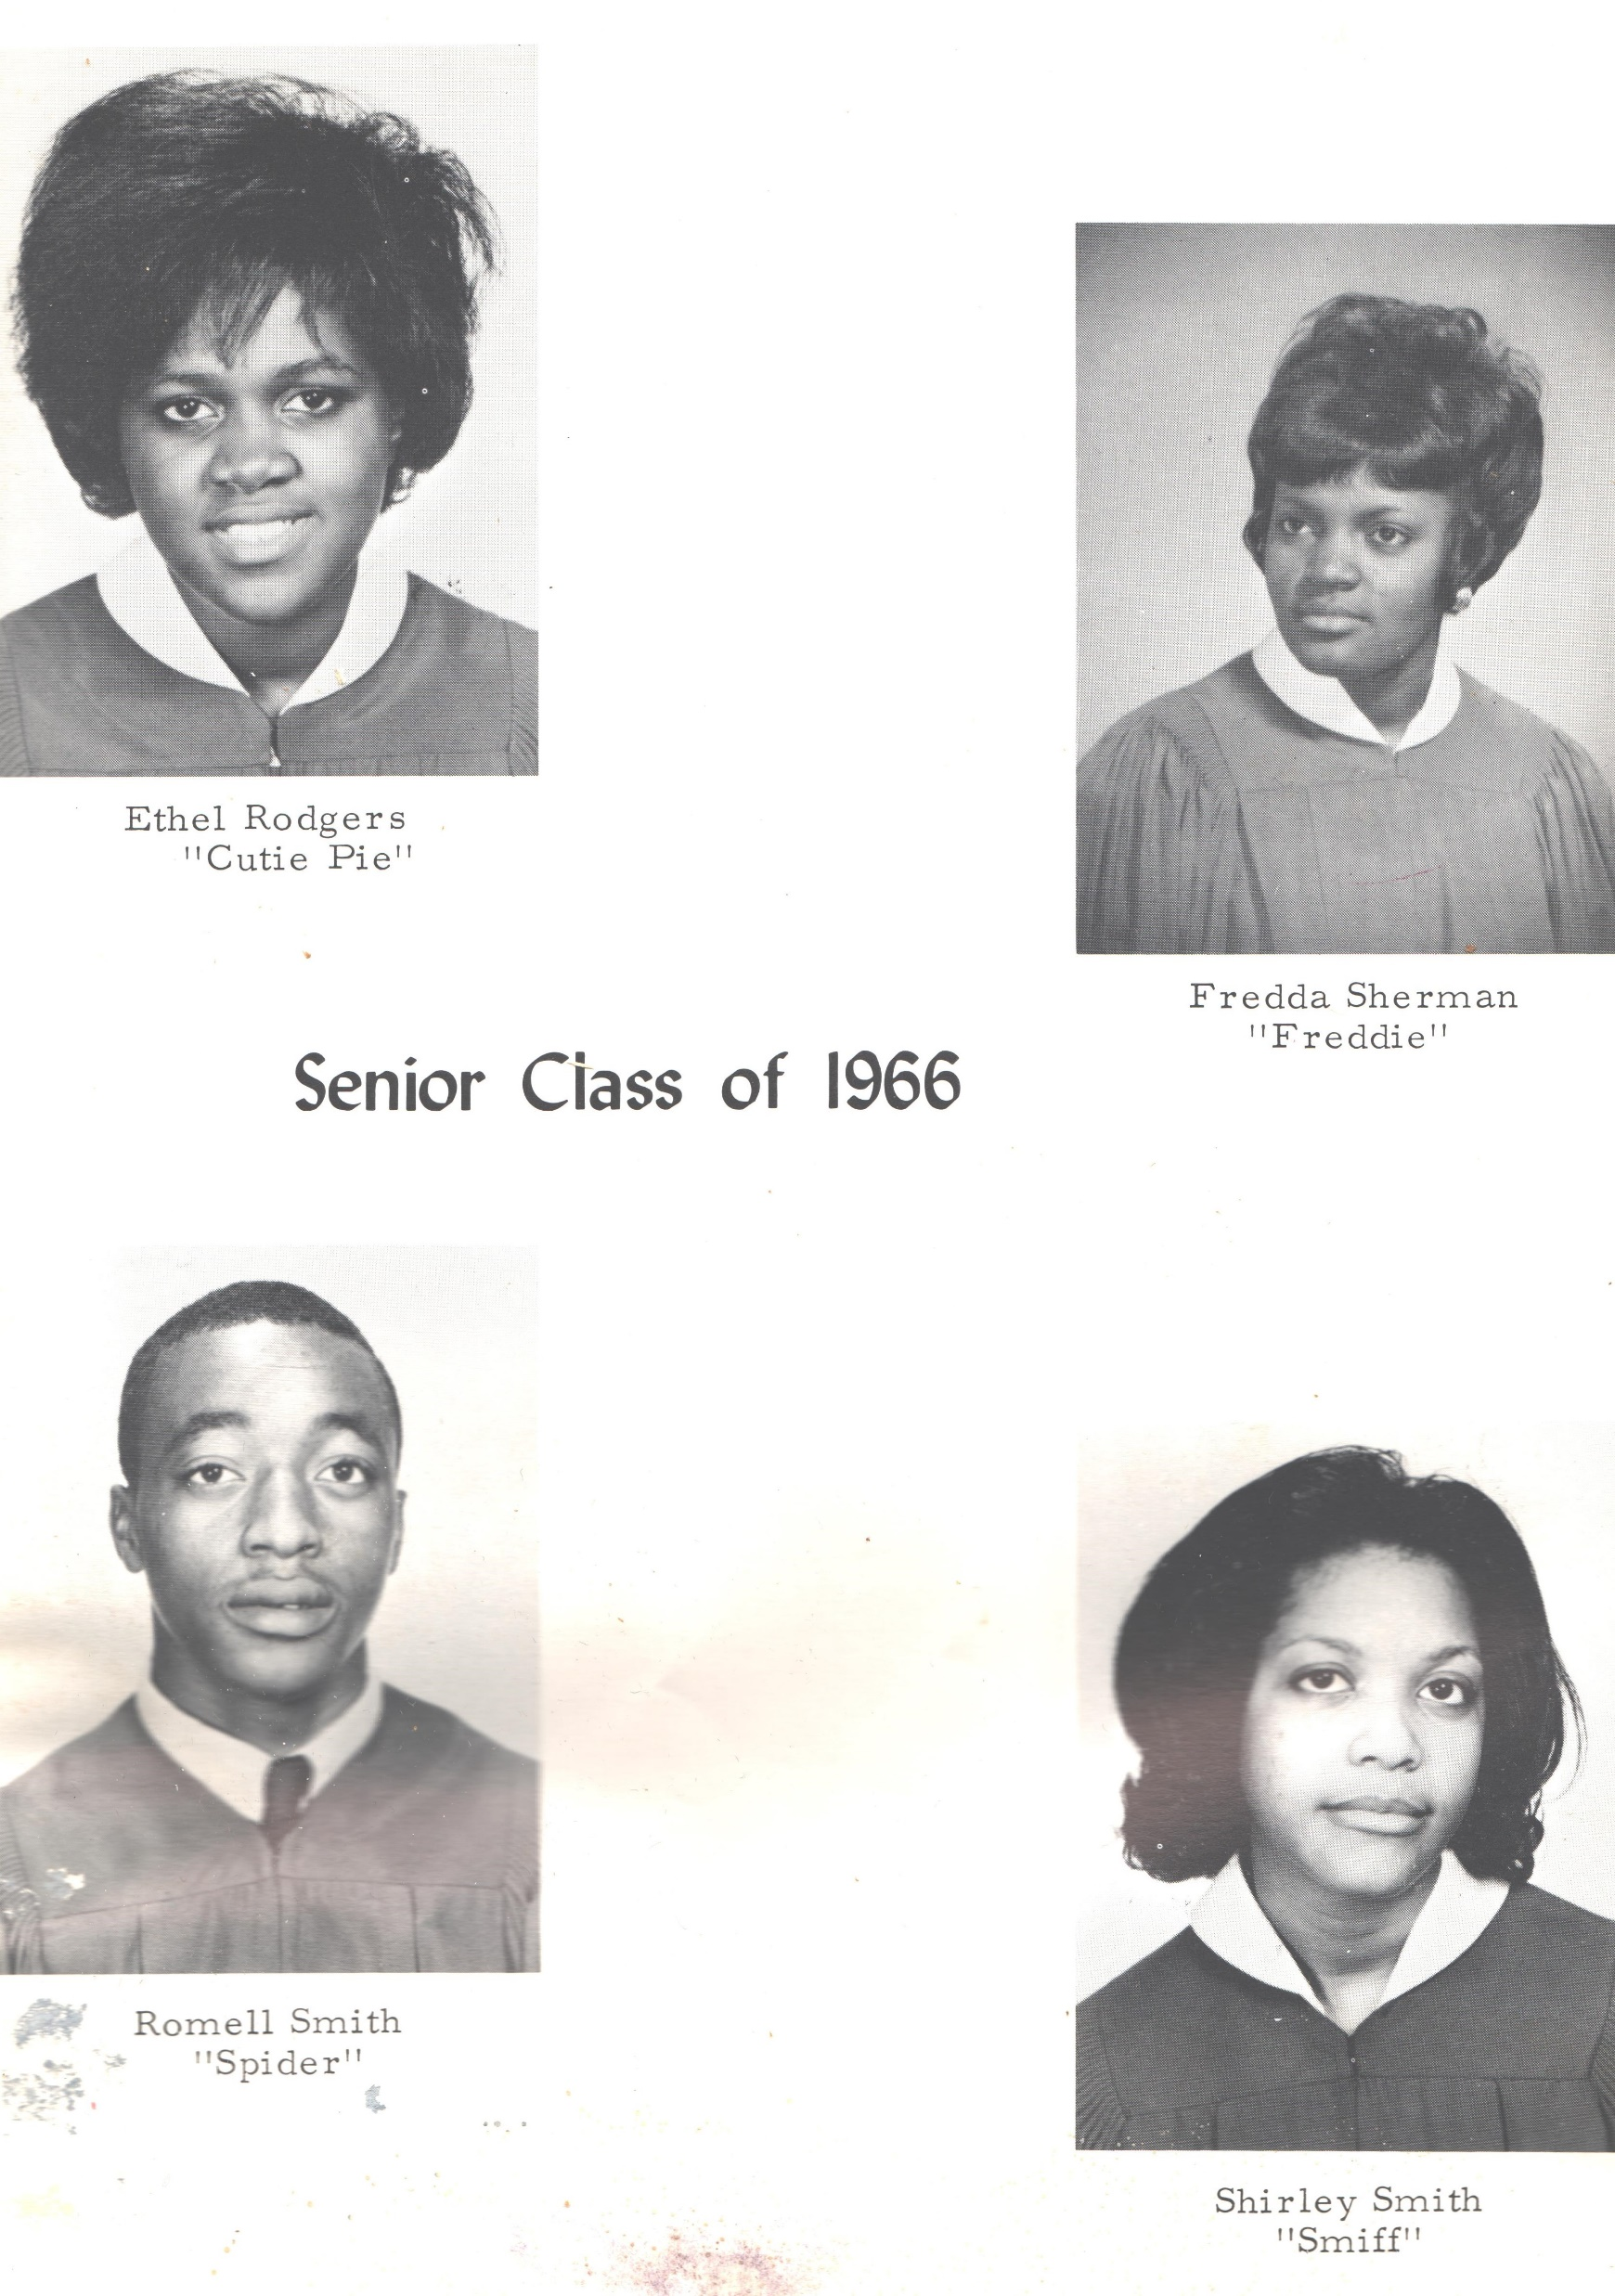 Ethel Rodgers
"Cutie Pie"
Fredda Sherman
"Freddie"
Senior Class of 1966
Romell Smith
"Spider"
Shirley Smith
"Smiff"